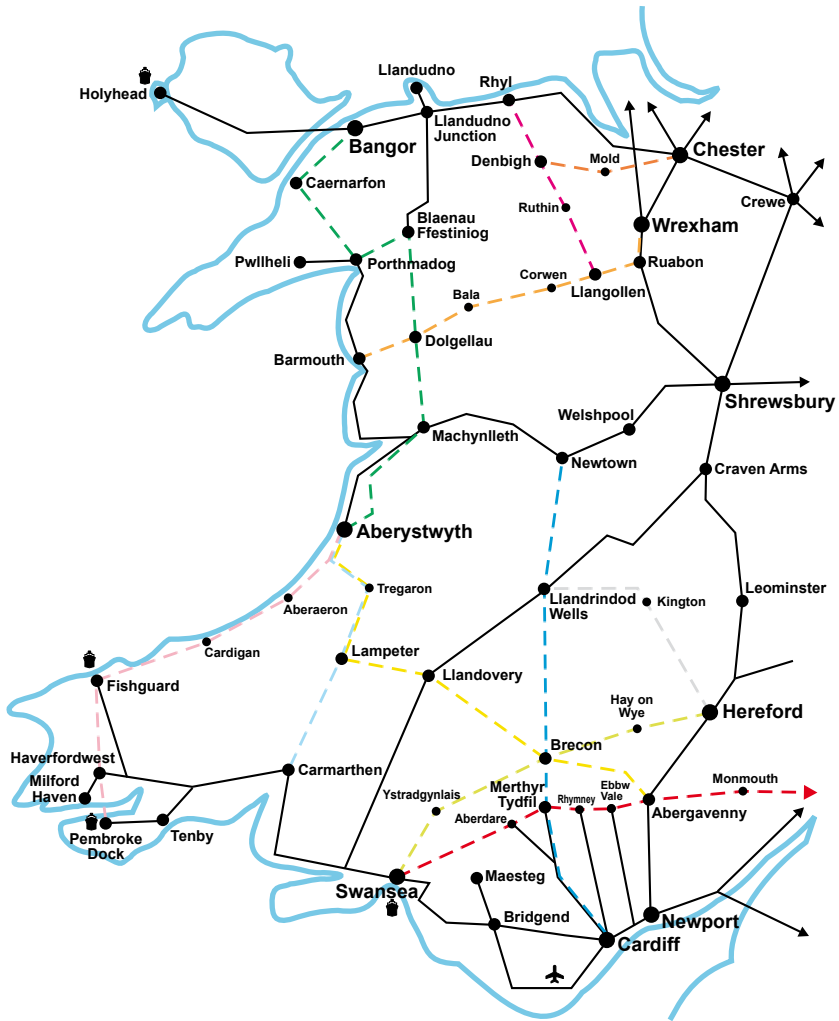 Llandudno
Rhyl
Holyhead
Llandudno
Junction
Bangor
Chester
Mold
Denbigh
Caernarfon
Crewe
Ruthin
Blaenau
Ffestiniog
Wrexham
Pwllheli
Porthmadog
Ruabon
Corwen
Llangollen
Bala
Dolgellau
Barmouth
Shrewsbury
Welshpool
Machynlleth
Newtown
Craven Arms
Aberystwyth
Tregaron
Leominster
Llandrindod
Wells
Kington
Aberaeron
Cardigan
Lampeter
Llandovery
Fishguard
Hay on
Wye
Hereford
Brecon
Haverfordwest
Milford
Haven
Carmarthen
Ystradgynlais
Merthyr
Tydfil
Rhymney
Ebbw
Vale
Monmouth
Abergavenny
Aberdare
Pembroke
Dock
Tenby
Swansea
Maesteg
Bridgend
Newport
Cardiff